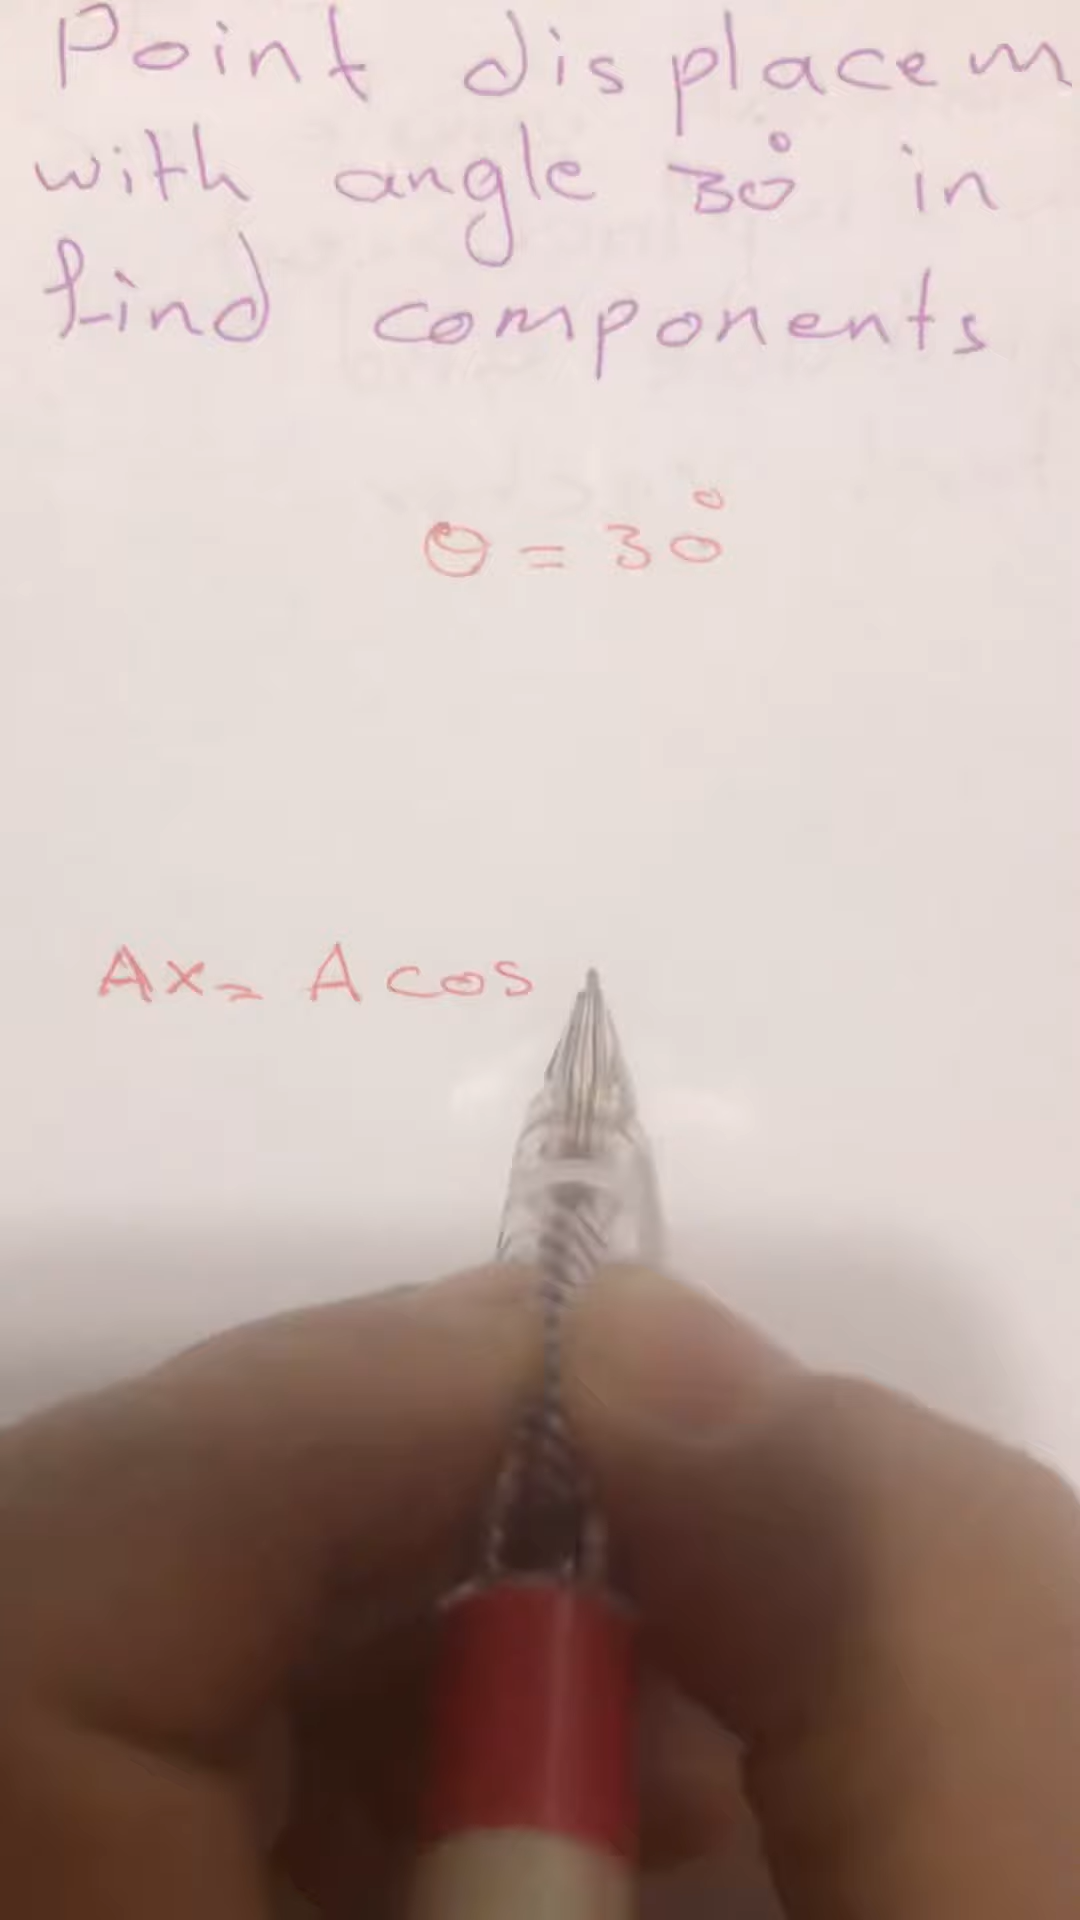 Point displacem
with angle 30° in
find components
θ = 30°
Ax = A cos